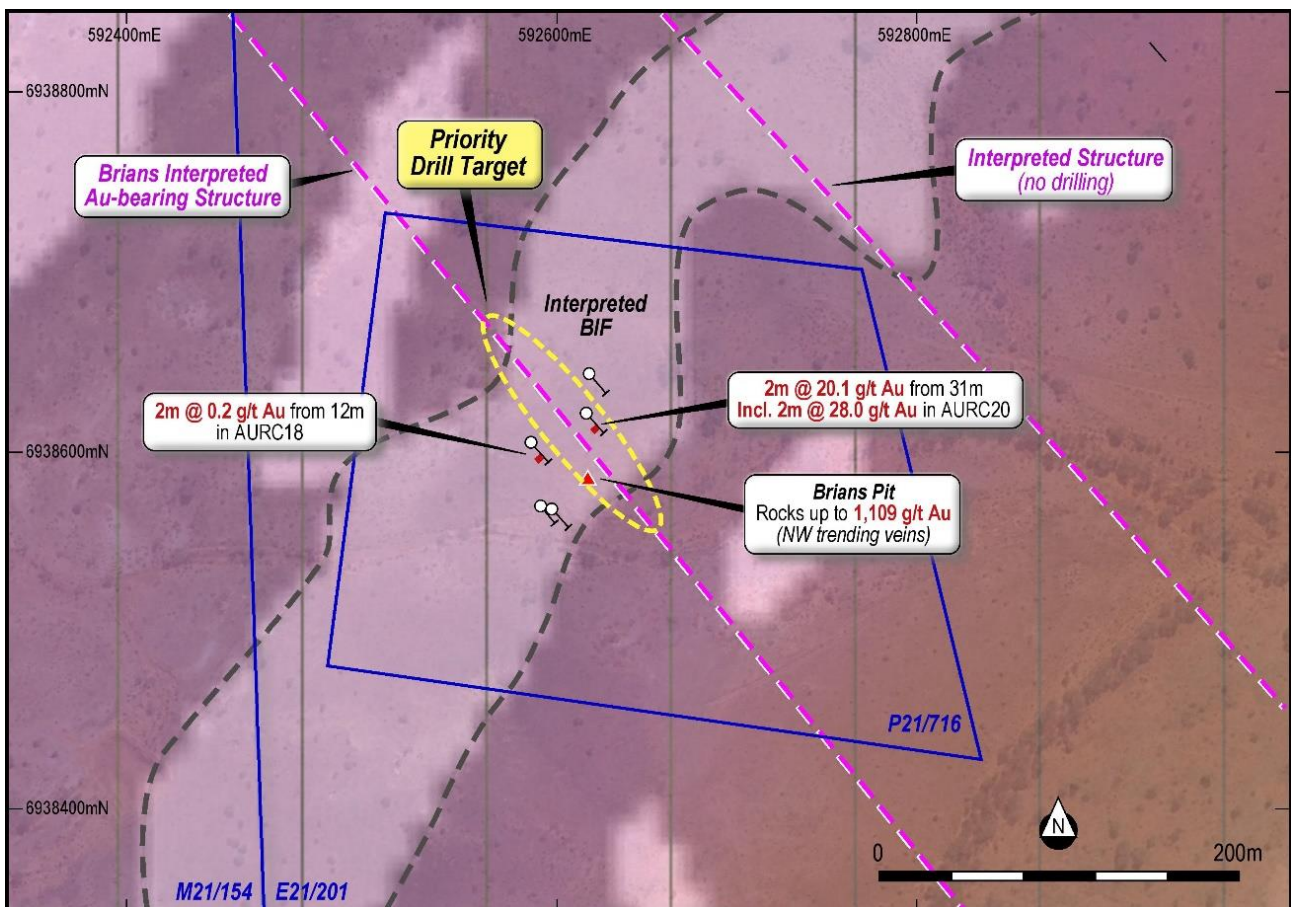 592400mE
592600mE
592800mE
6938800mN
Priority
Drill Target
Brians Interpreted
Au-bearing Structure
Interpreted Structure
(no drilling)
Interpreted
BIF
2m @ 20.1 g/t Au from 31m
Incl. 2m @ 28.0 g/t Au in AURC20
2m @ 0.2 g/t Au from 12m
in AURC18
6938600mN
Brians Pit
Rocks up to 1,109 g/t Au
(NW trending veins)
P21/716
6938400mN
N
0
200m
M21/154
E21/201